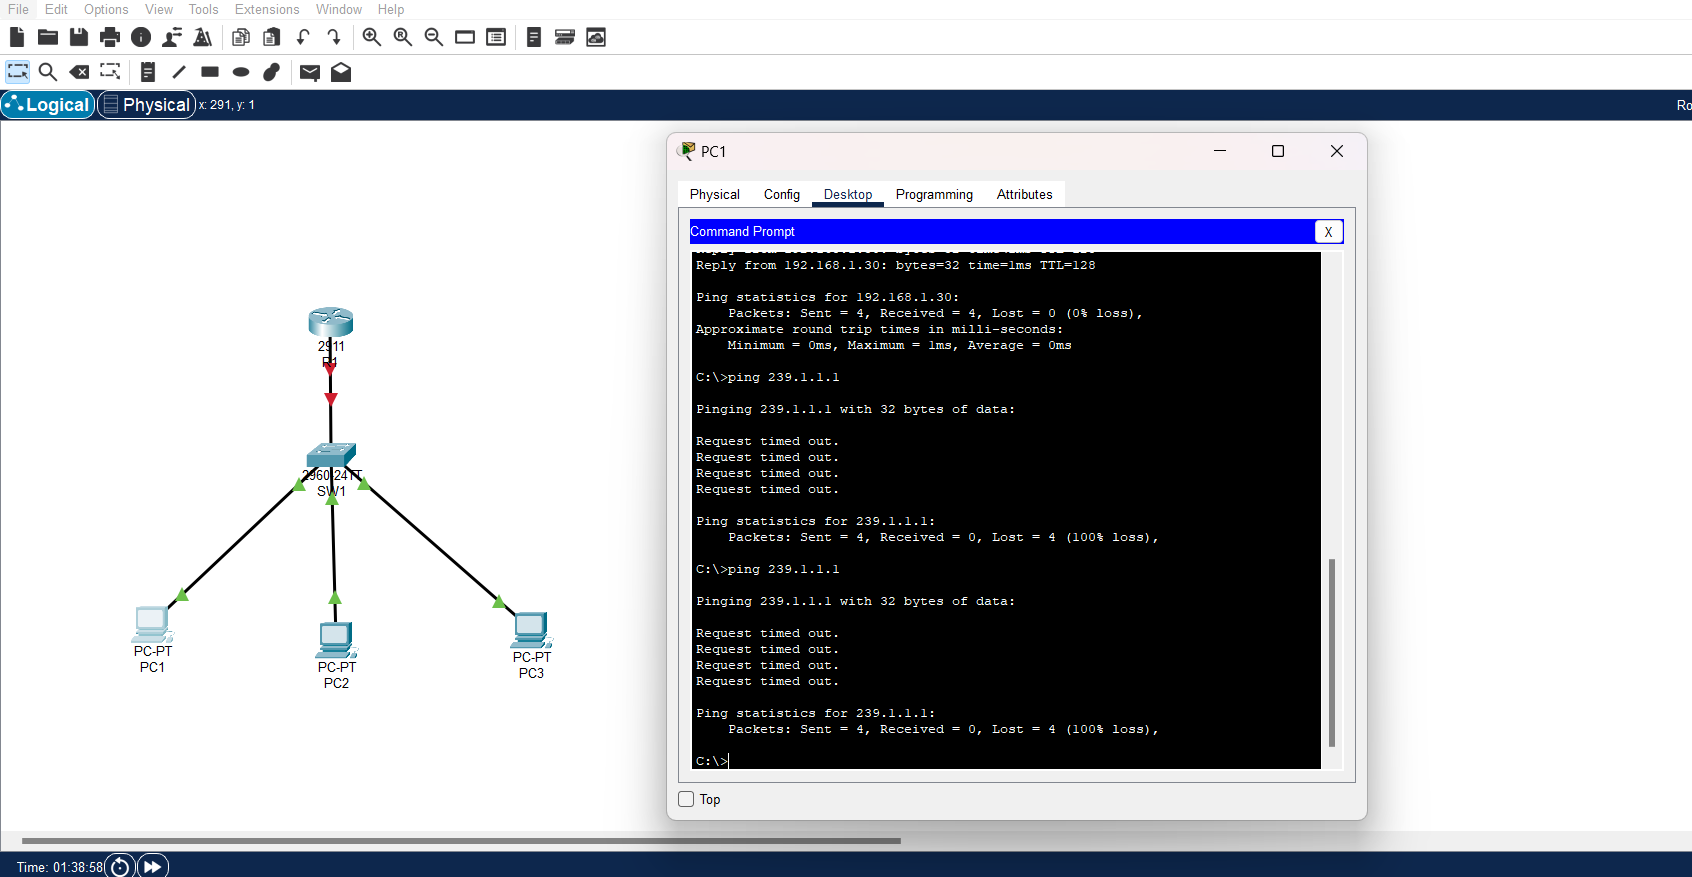 File Edit Options View Tools Extensions Window Help
Logical Physical x: 291, y: 1
Ro
2911
R1
2960-24TT
SW1
PC-PT
PC1
PC-PT
PC2
PC-PT
PC3
PC1
Physical Config Desktop Programming Attributes
Command Prompt X
Reply from 192.168.1.30: bytes=32 time=1ms TTL=128
Ping statistics for 192.168.1.30:
Packets: Sent = 4, Received = 4, Lost = 0 (0% loss),
Approximate round trip times in milli-seconds:
Minimum = 0ms, Maximum = 1ms, Average = 0ms
C:\>ping 239.1.1.1
Pinging 239.1.1.1 with 32 bytes of data:
Request timed out.
Request timed out.
Request timed out.
Request timed out.
Ping statistics for 239.1.1.1:
Packets: Sent = 4, Received = 0, Lost = 4 (100% loss),
C:\>ping 239.1.1.1
Pinging 239.1.1.1 with 32 bytes of data:
Request timed out.
Request timed out.
Request timed out.
Request timed out.
Ping statistics for 239.1.1.1:
Packets: Sent = 4, Received = 0, Lost = 4 (100% loss),
C:\>
Top
Time: 01:38:58